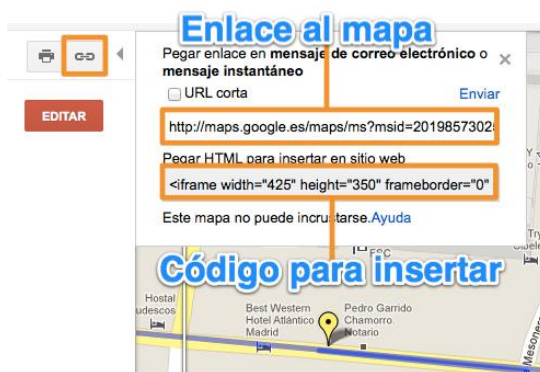 Enlace al mapa
Pegar enlace en mensaje de correo electrónico o
mensaje instantáneo
URL corta
Enviar
EDITAR
http://maps.google.es/maps/ms?msid=2019857302
Pegar HTML para insertar en sitio web
<iframe width="425" height="350" frameborder="0"
Este mapa no puede incrustarse.Ayuda
Código para insertar
Hostal
udescos
Best Western
Hotel Atlántico
Madrid
Pedro Garrido
Chamorro.
Notario
Mesonero